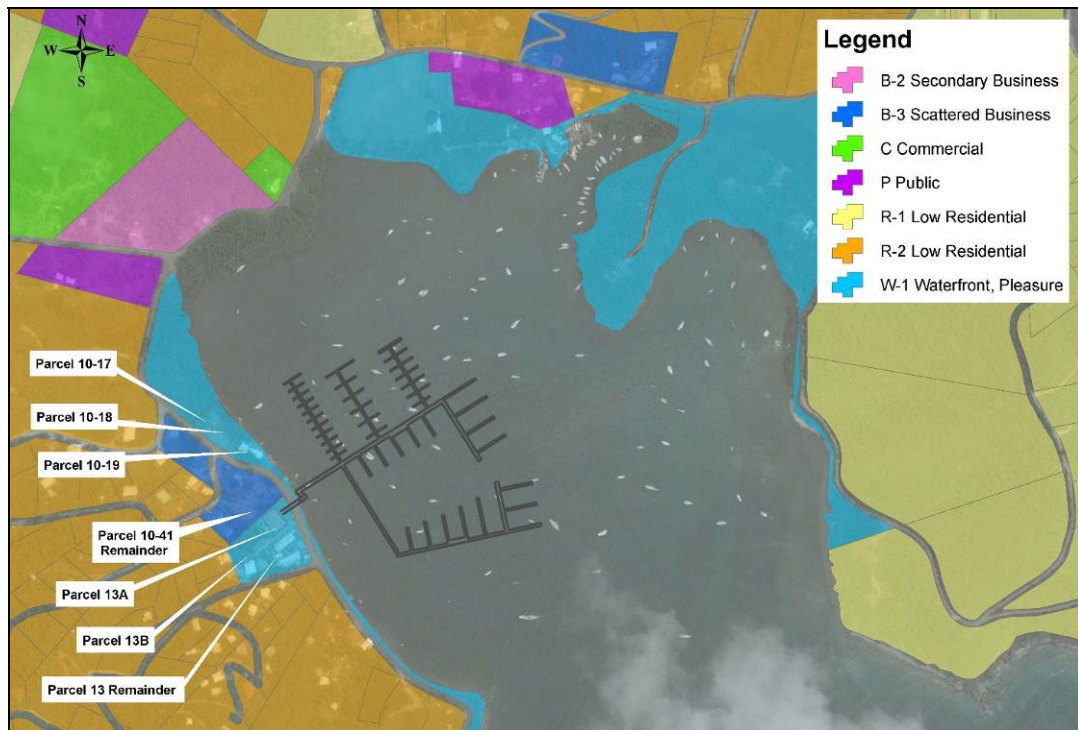 N
W E
S
Legend
B-2 Secondary Business
B-3 Scattered Business
C Commercial
P Public
R-1 Low Residential
R-2 Low Residential
W-1 Waterfront, Pleasure
Parcel 10-17
Parcel 10-18
Parcel 10-19
Parcel 10-41
Remainder
Parcel 13A
Parcel 13B
Parcel 13 Remainder